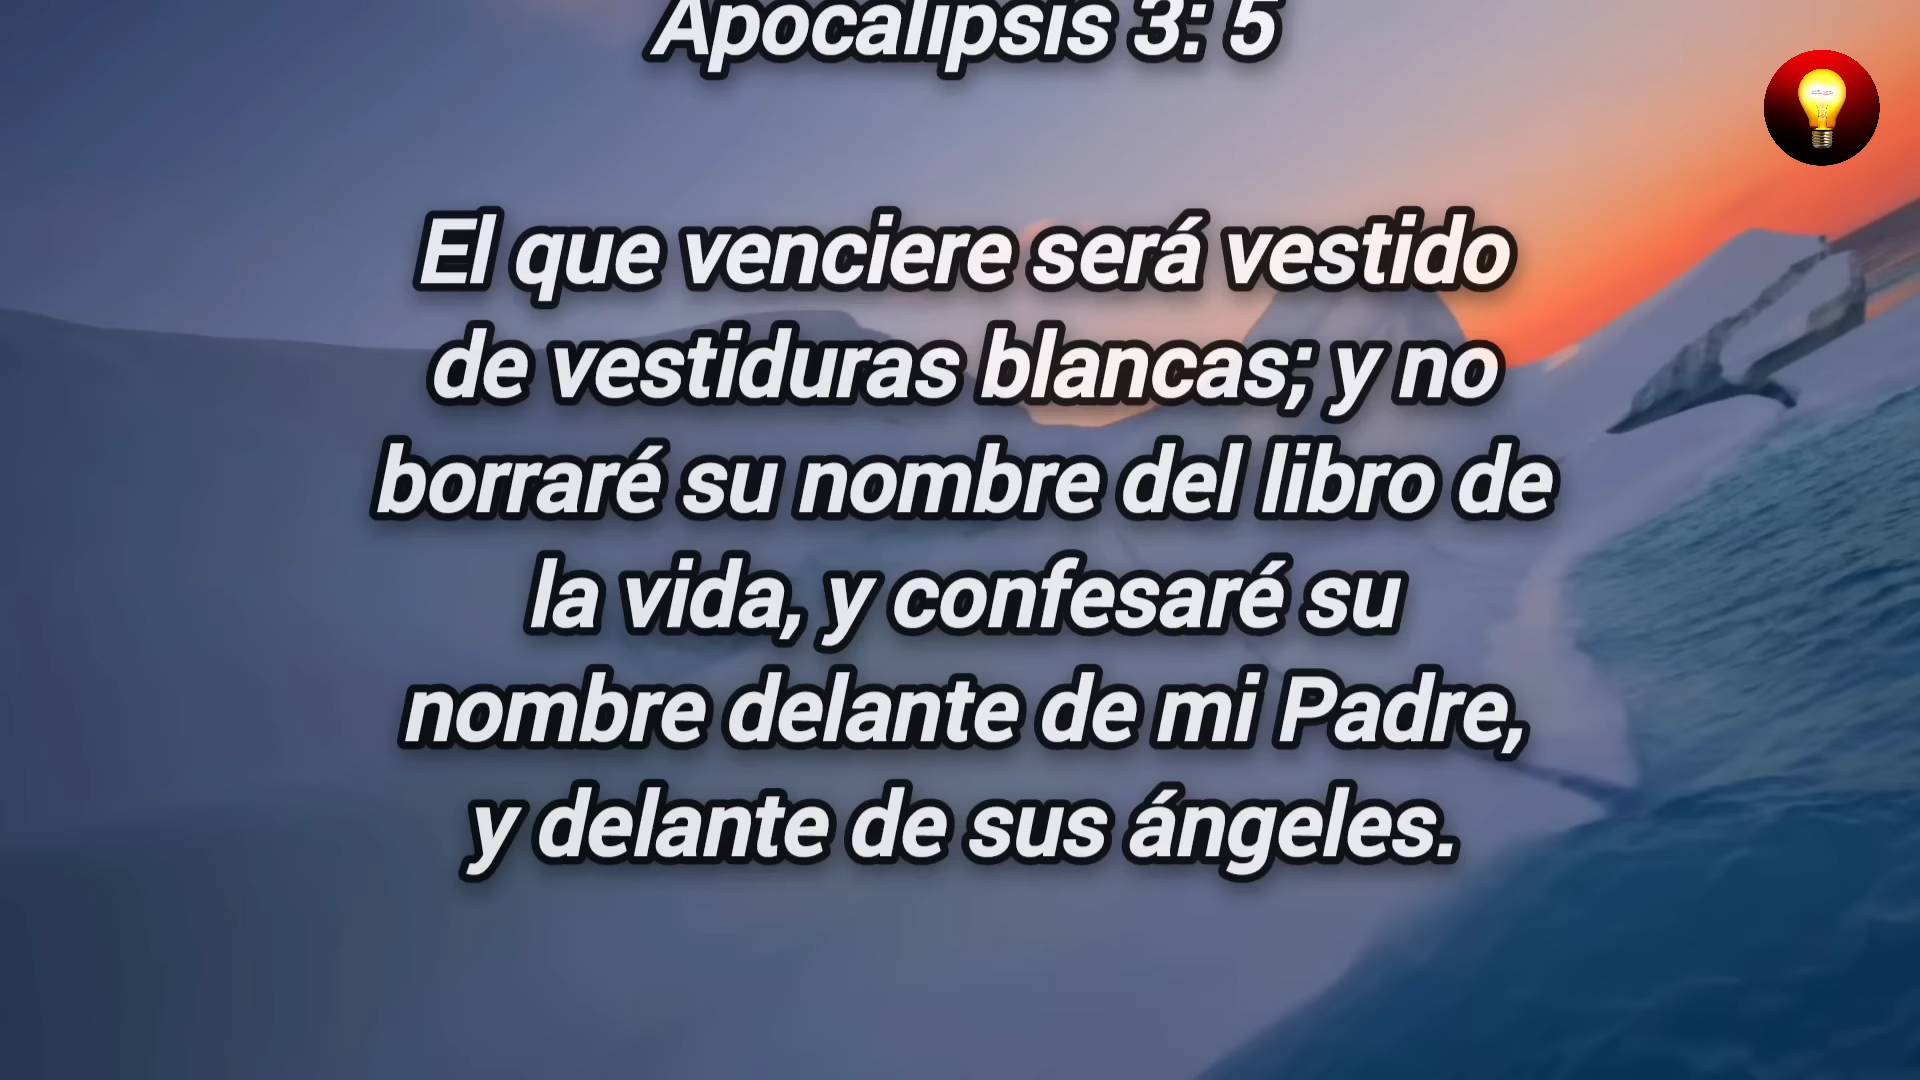 Apocalipsis 3: 5
El que venciere será vestido
de vestiduras blancas; y no
borraré su nombre del libro de
la vida, y confesaré su
nombre delante de mi Padre,
y delante de sus ángeles.